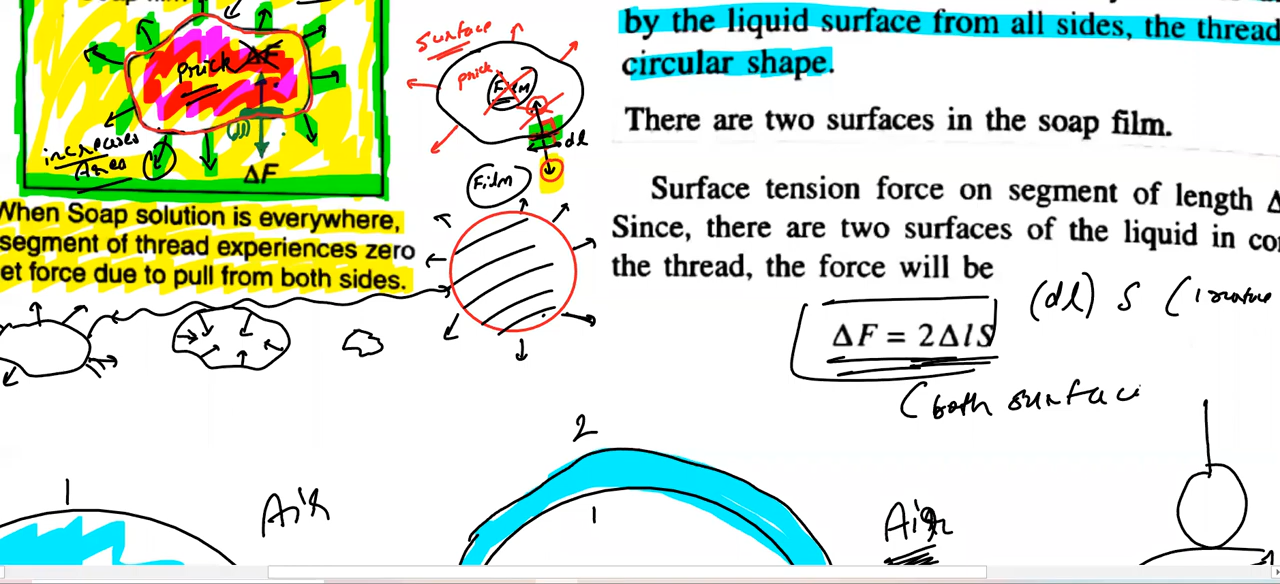 prick ΔF
increases
Area
ΔF
When Soap solution is everywhere,
segment of thread experiences zero
et force due to pull from both sides.
Surface
prick
Film
dl
Film
by the liquid surface from all sides, the thread
circular shape.
There are two surfaces in the soap film.
Surface tension force on segment of length Δ
Since, there are two surfaces of the liquid in co
the thread, the force will be
(dl) S (1 surface
ΔF = 2ΔlS
(both surfac
1
Air
2
1
Air